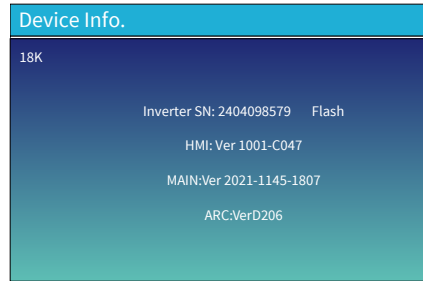 Device Info.
18K
Inverter SN: 2404098579 Flash
HMI: Ver 1001-C047
MAIN:Ver 2021-1145-1807
ARC:VerD206